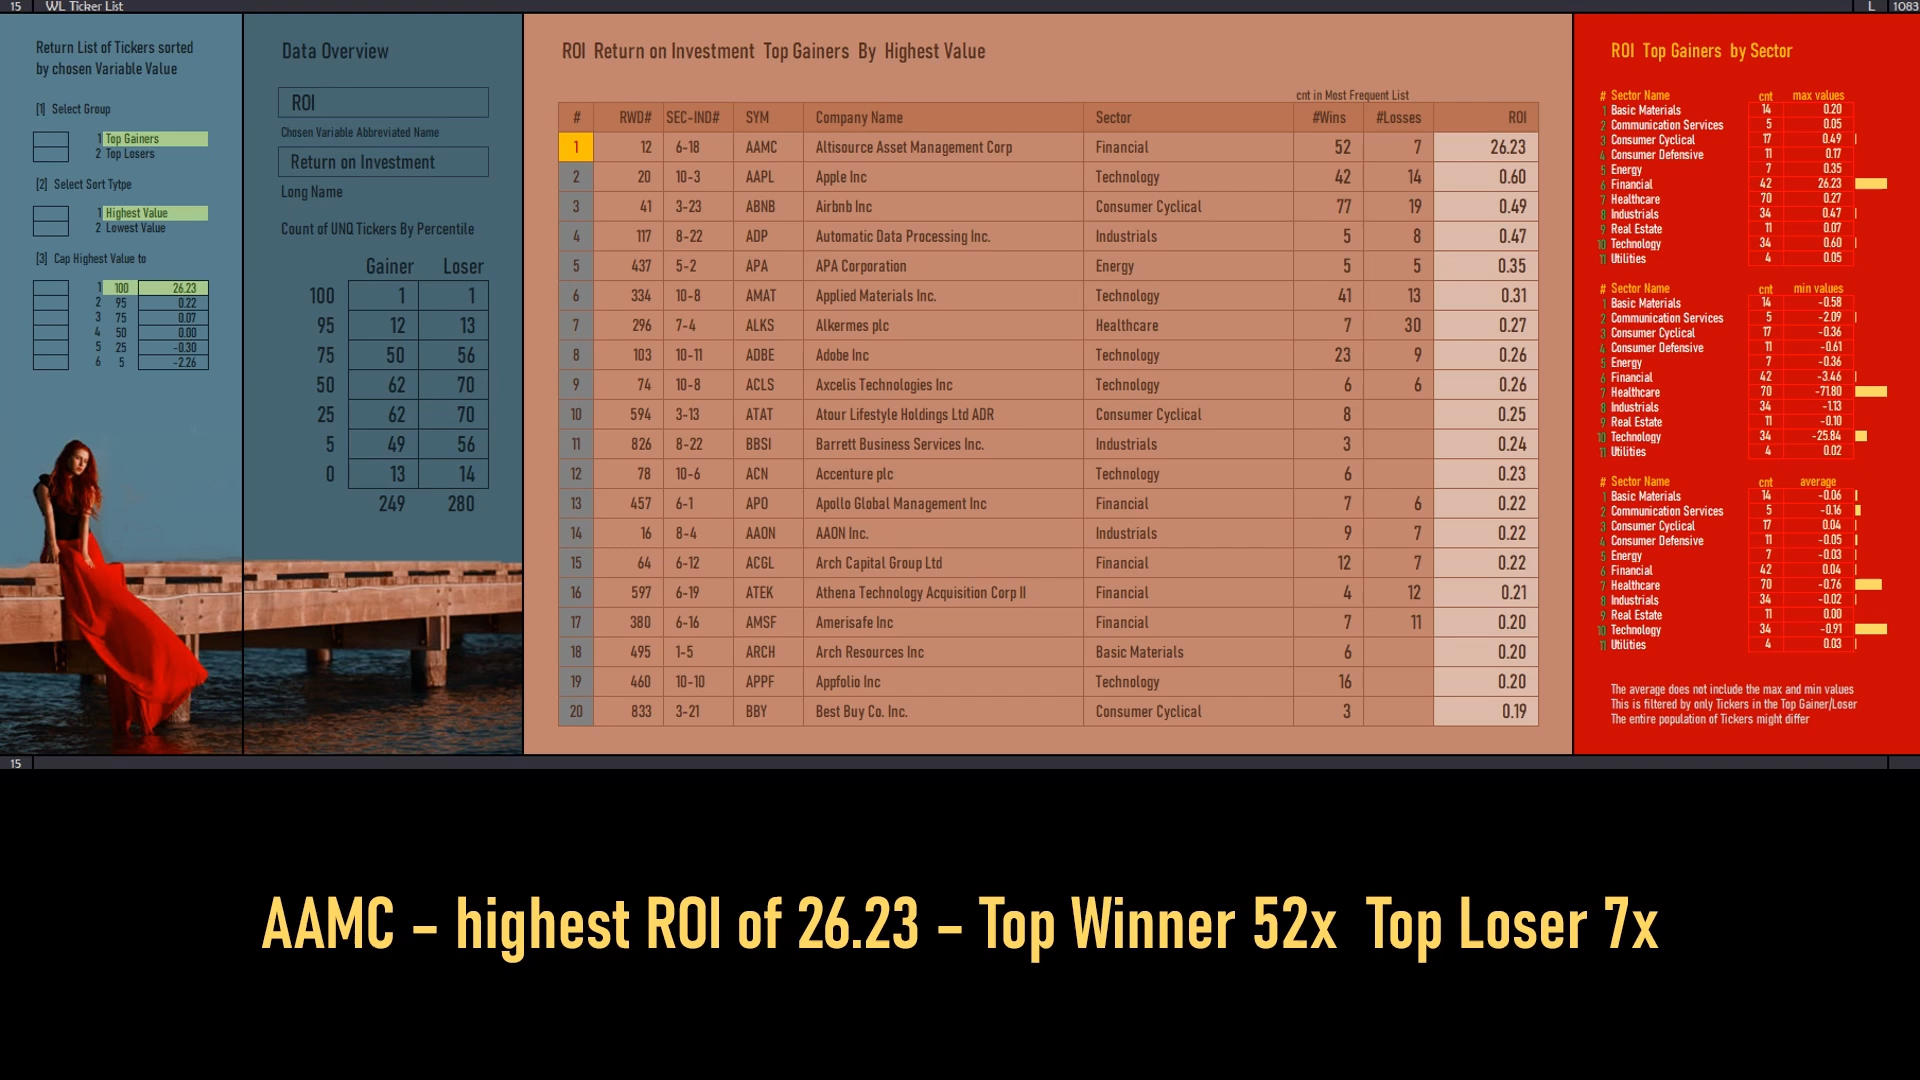 15 WL Ticker List L 1083
Return List of Tickers sorted
by chosen Variable Value
[1] Select Group
1 Top Gainers
2 Top Losers
[2] Select Sort Tytpe
1 Highest Value
2 Lowest Value
[3] Cap Highest Value to
1 100 26.23
2 95 0.22
3 75 0.07
4 50 0.00
5 25 -0.30
6 5 -2.26
Data Overview
ROI
Chosen Variable Abbreviated Name
Return on Investment
Long Name
Count of UNQ Tickers By Percentile
Gainer Loser
100 1 1
95 12 13
75 50 56
50 62 70
25 62 70
5 49 56
0 13 14
249 280
ROI Return on Investment Top Gainers By Highest Value
cnt in Most Frequent List
# RWD# SEC-IND# SYM Company Name Sector #Wins #Losses ROI
1 12 6-18 AAMC Altisource Asset Management Corp Financial 52 7 26.23
2 20 10-3 AAPL Apple Inc Technology 42 14 0.60
3 41 3-23 ABNB Airbnb Inc Consumer Cyclical 77 19 0.49
4 117 8-22 ADP Automatic Data Processing Inc. Industrials 5 8 0.47
5 437 5-2 APA APA Corporation Energy 5 5 0.35
6 334 10-8 AMAT Applied Materials Inc. Technology 41 13 0.31
7 296 7-4 ALKS Alkermes plc Healthcare 7 30 0.27
8 103 10-11 ADBE Adobe Inc Technology 23 9 0.26
9 74 10-8 ACLS Axcelis Technologies Inc Technology 6 6 0.26
10 594 3-13 ATAT Atour Lifestyle Holdings Ltd ADR Consumer Cyclical 8 0.25
11 826 8-22 BBSI Barrett Business Services Inc. Industrials 3 0.24
12 78 10-6 ACN Accenture plc Technology 6 0.23
13 457 6-1 APO Apollo Global Management Inc Financial 7 6 0.22
14 16 8-4 AAON AAON Inc. Industrials 9 7 0.22
15 64 6-12 ACGL Arch Capital Group Ltd Financial 12 7 0.22
16 597 6-19 ATEK Athena Technology Acquisition Corp II Financial 4 12 0.21
17 380 6-16 AMSF Amerisafe Inc Financial 7 11 0.20
18 495 1-5 ARCH Arch Resources Inc Basic Materials 6 0.20
19 460 10-10 APPF Appfolio Inc Technology 16 0.20
20 833 3-21 BBY Best Buy Co. Inc. Consumer Cyclical 3 0.19
ROI Top Gainers by Sector
# Sector Name cnt max values
1 Basic Materials 14 0.20
2 Communication Services 5 0.05
3 Consumer Cyclical 17 0.49
4 Consumer Defensive 11 0.17
5 Energy 7 0.35
6 Financial 42 26.23
7 Healthcare 70 0.27
8 Industrials 34 0.47
9 Real Estate 11 0.07
10 Technology 34 0.60
11 Utilities 4 0.05
# Sector Name cnt min values
1 Basic Materials 14 -0.58
2 Communication Services 5 -2.09
3 Consumer Cyclical 17 -0.36
4 Consumer Defensive 11 -0.61
5 Energy 7 -0.36
6 Financial 42 -3.46
7 Healthcare 70 -71.80
8 Industrials 34 -1.13
9 Real Estate 11 -0.10
10 Technology 34 -25.84
11 Utilities 4 0.02
# Sector Name cnt average
1 Basic Materials 14 -0.06
2 Communication Services 5 -0.16
3 Consumer Cyclical 17 0.04
4 Consumer Defensive 11 -0.05
5 Energy 7 -0.03
6 Financial 42 0.04
7 Healthcare 70 -0.76
8 Industrials 34 -0.02
9 Real Estate 11 0.00
10 Technology 34 -0.91
11 Utilities 4 0.03
The average does not include the max and min values
This is filtered by only Tickers in the Top Gainer/Loser
The entire population of Tickers might differ
15
AAMC - highest ROI of 26.23 - Top Winner 52x Top Loser 7x